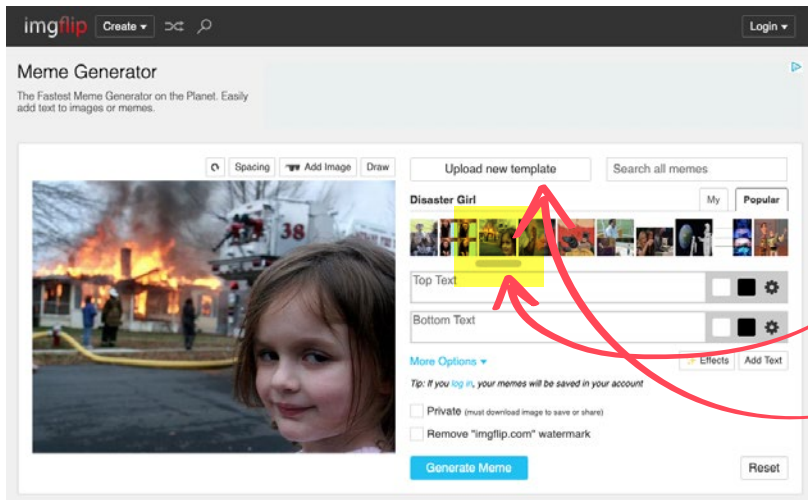 imgflip Create Login
Meme Generator
The Fastest Meme Generator on the Planet. Easily
add text to images or memes.
Spacing Add Image Draw
Upload new template Search all memes
Disaster Girl My Popular
38
Top Text
Bottom Text
More Options Effects Add Text
Tip: If you log in, your memes will be saved in your account
Private (must download image to save or share)
Remove "imgflip.com" watermark
Generate Meme Reset